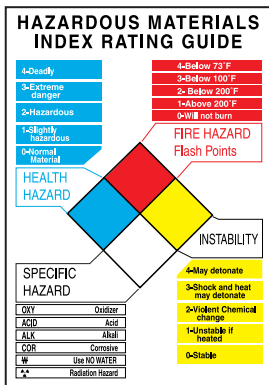 HAZARDOUS MATERIALS
INDEX RATING GUIDE
4-Deadly
3-Extreme
danger
2-Hazardous
1-Slightly
hazardous
0-Normal
Material
HEALTH
HAZARD
4-Below 73°F
3-Below 100°F
2- Below 200°F
1-Above 200°F
0-Will not burn
FIRE HAZARD
Flash Points
INSTABILITY
4-May detonate
3-Shock and heat
may detonate
2-Violent Chemical
change
1-Unstable if
heated
0-Stable
SPECIFIC
HAZARD
OXY Oxidizer
ACID Acid
ALK Alkali
COR Corrosive
W Use NO WATER
Radiation Hazard